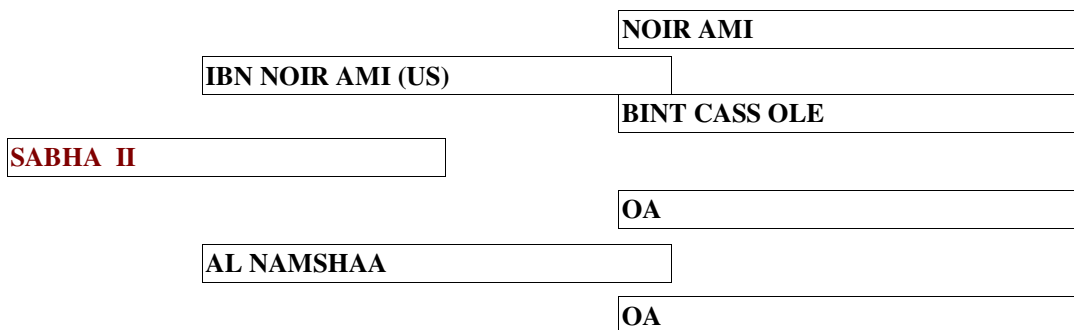 NOIR AMI
IBN NOIR AMI (US)
BINT CASS OLE
SABHA II
OA
AL NAMSHAA
OA